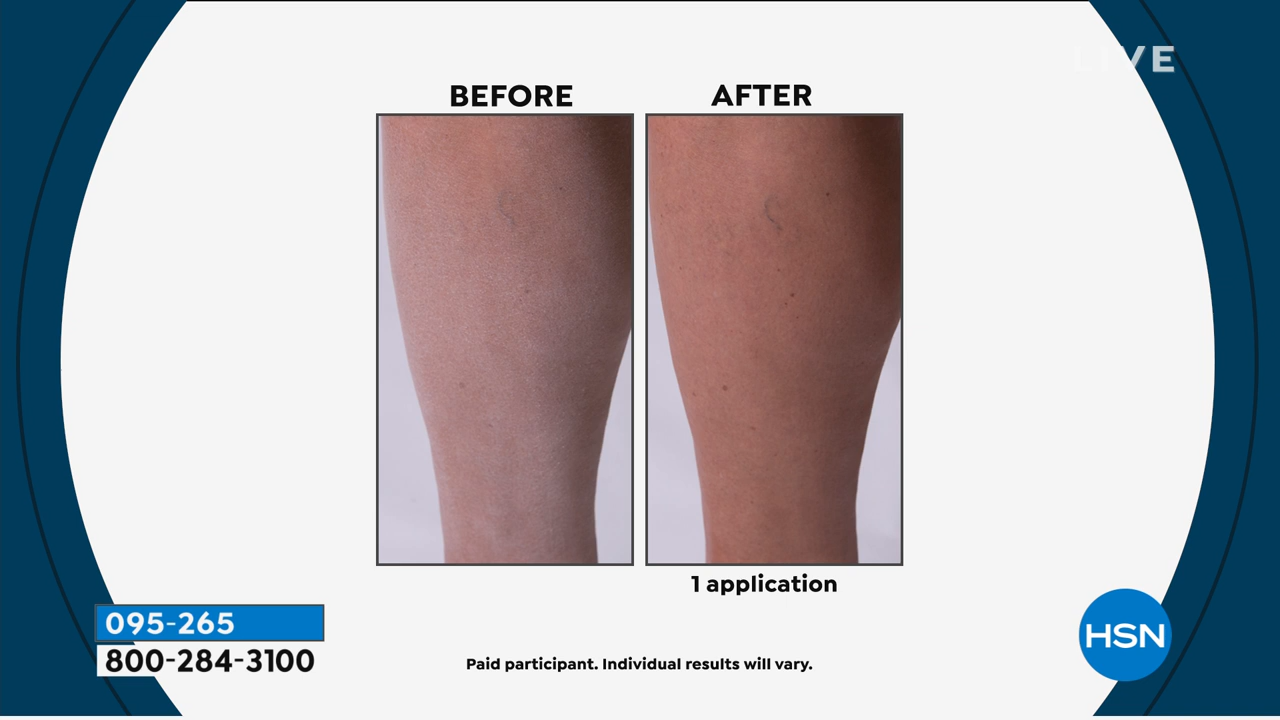 LIVE
BEFORE
AFTER
1 application
095-265
800-284-3100
Paid participant. Individual results will vary.
HSN